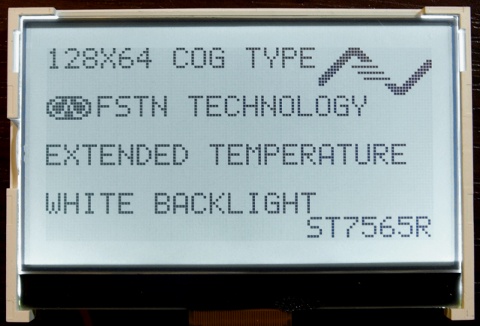 128X64 COG TYPE
FSTN TECHNOLOGY
EXTENDED TEMPERATURE
WHITE BACKLIGHT
ST7565R